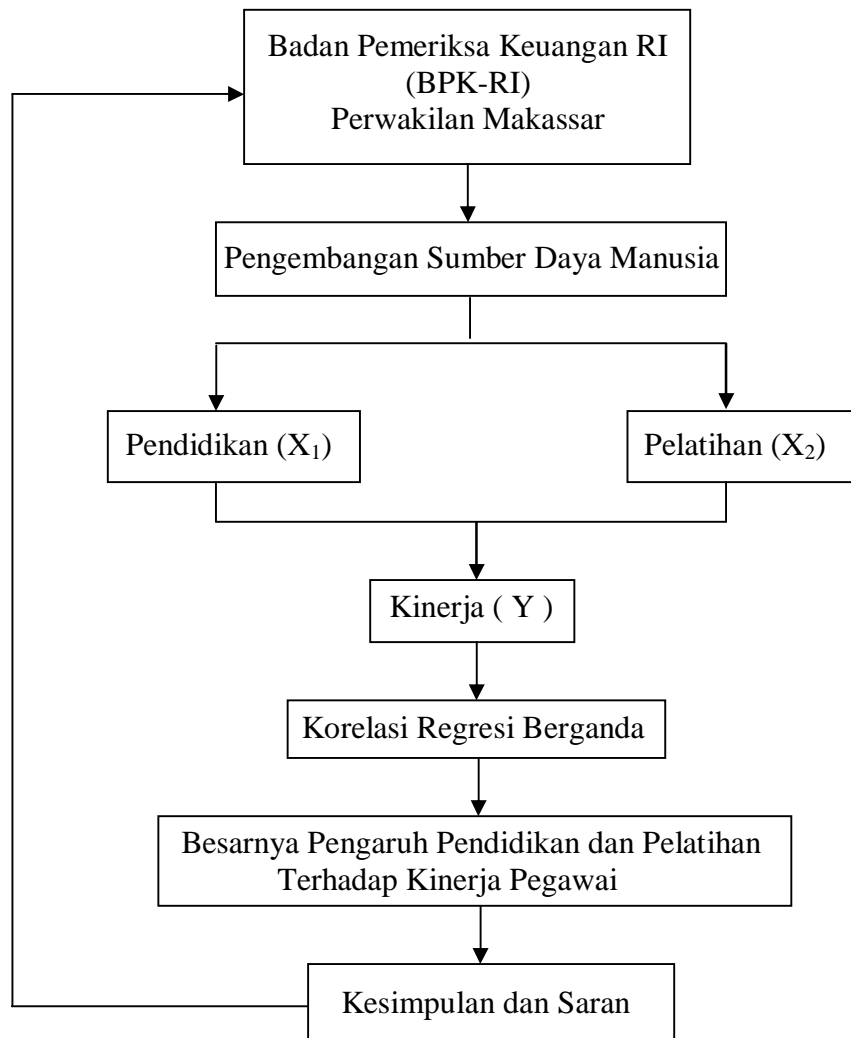 Badan Pemeriksa Keuangan RI
(BPK-RI)
Perwakilan Makassar
Pengembangan Sumber Daya Manusia
Pendidikan (X₁)
Pelatihan (X₂)
Kinerja ( Y )
Korelasi Regresi Berganda
Besarnya Pengaruh Pendidikan dan Pelatihan
Terhadap Kinerja Pegawai
Kesimpulan dan Saran